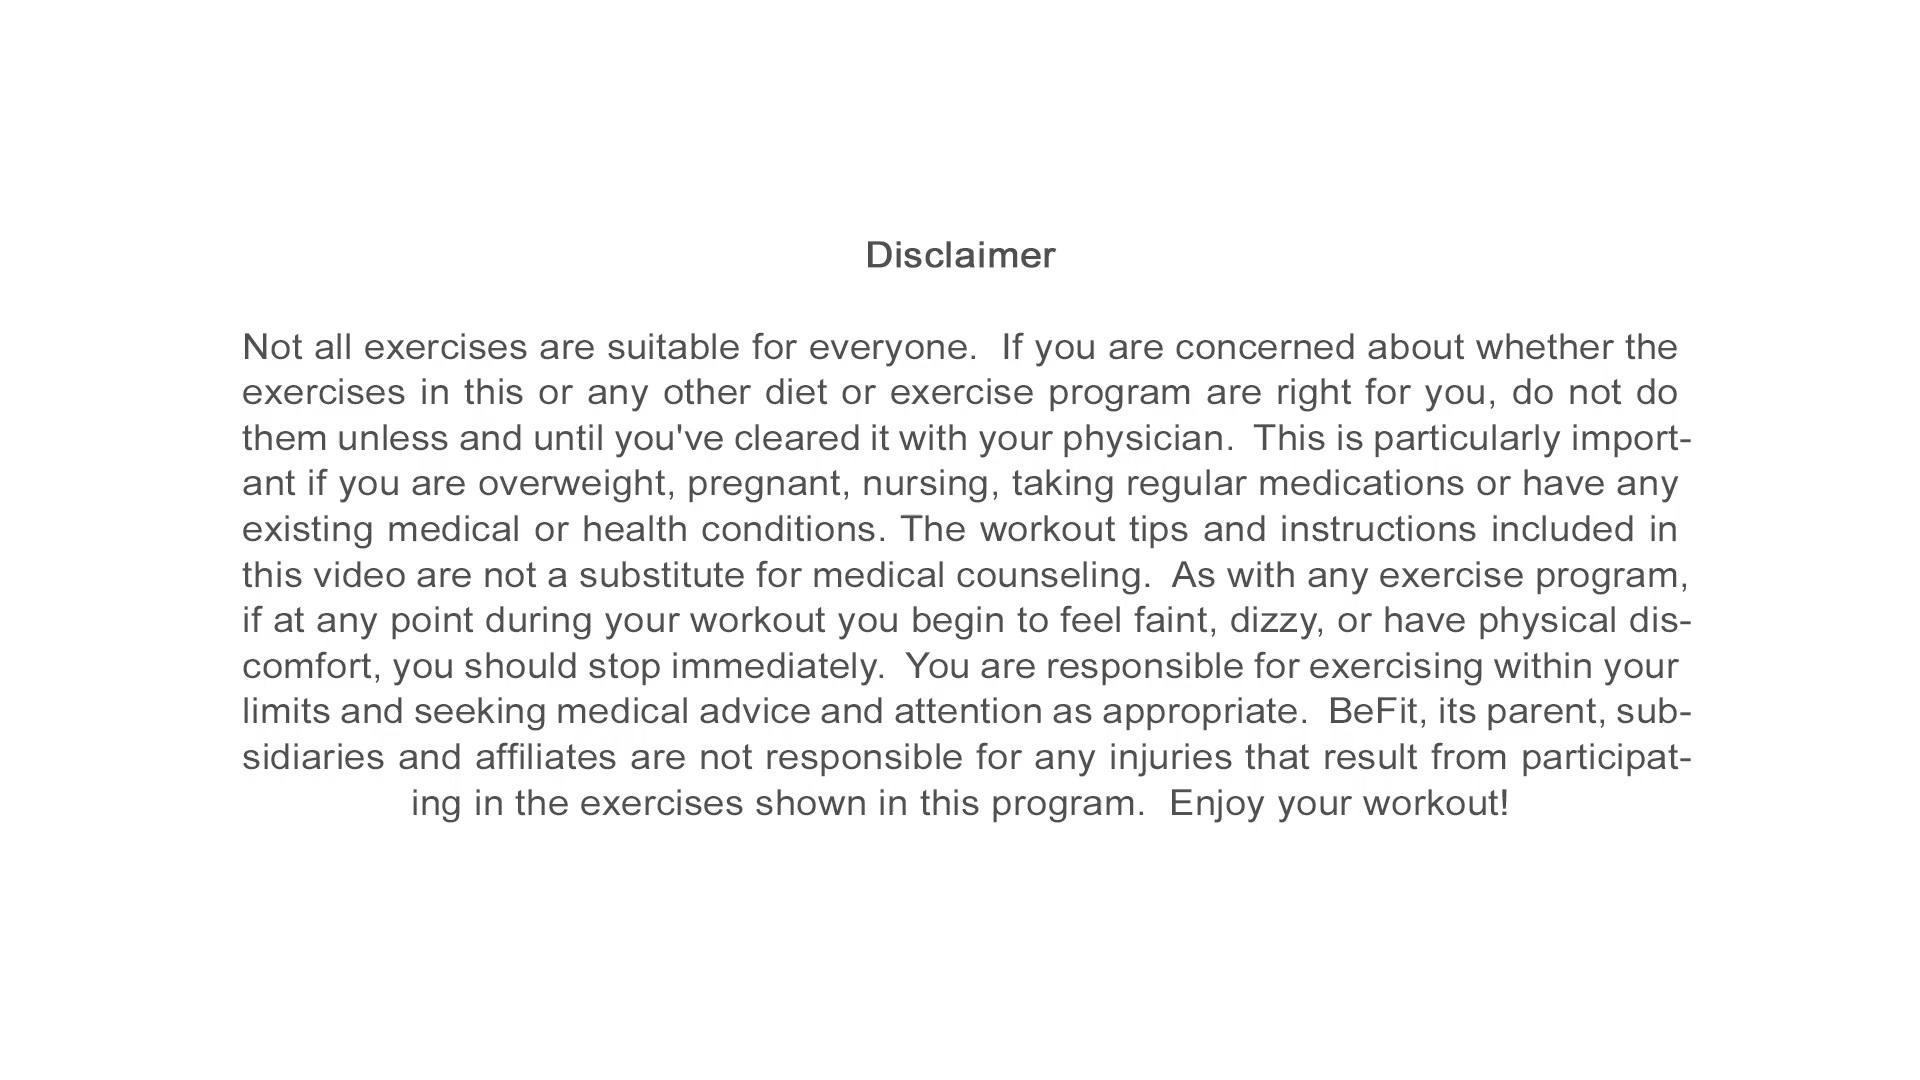 Disclaimer
Not all exercises are suitable for everyone.  If you are concerned about whether the
exercises in this or any other diet or exercise program are right for you, do not do
them unless and until you've cleared it with your physician.  This is particularly import-
ant if you are overweight, pregnant, nursing, taking regular medications or have any
existing medical or health conditions. The workout tips and instructions included in
this video are not a substitute for medical counseling.  As with any exercise program,
if at any point during your workout you begin to feel faint, dizzy, or have physical dis-
comfort, you should stop immediately.  You are responsible for exercising within your
limits and seeking medical advice and attention as appropriate.  BeFit, its parent, sub-
sidiaries and affiliates are not responsible for any injuries that result from participat-
ing in the exercises shown in this program.  Enjoy your workout!